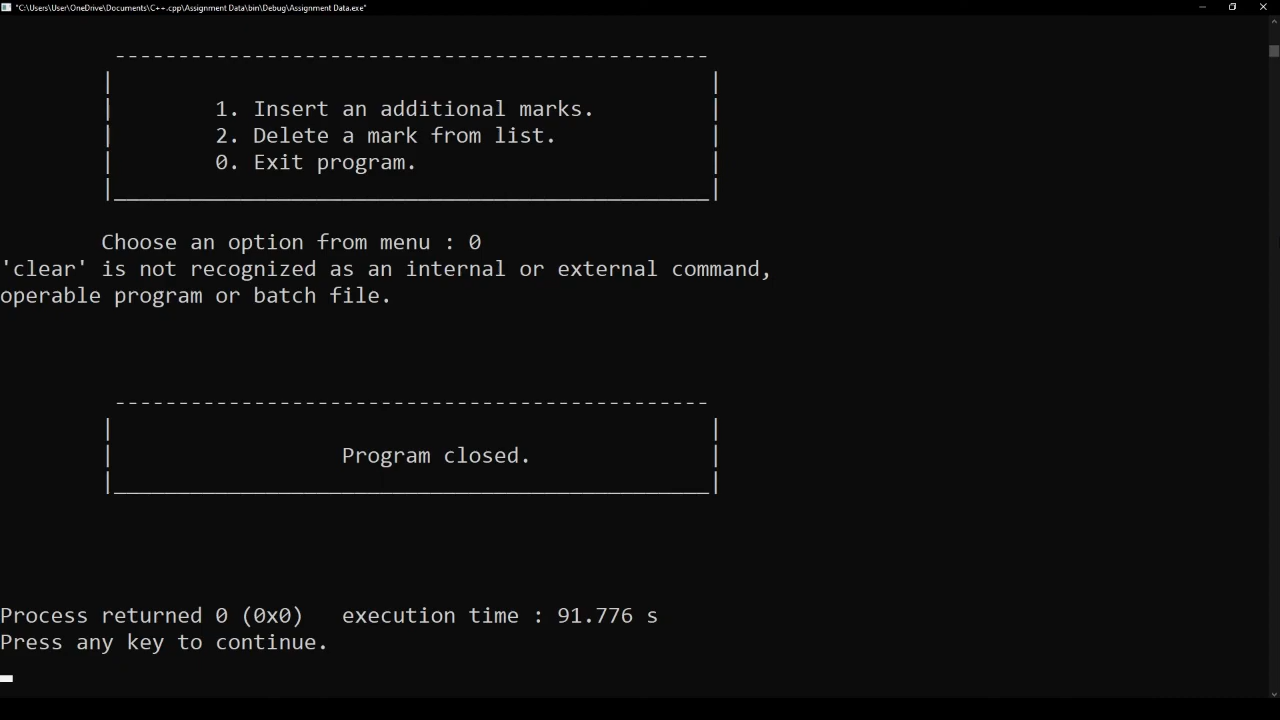 "C:\Users\User\OneDrive\Documents\C++.cpp\Assignment Data\bin\Debug\Assignment Data.exe"
-----------------------------------------------
| |
| 1. Insert an additional marks. |
| 2. Delete a mark from list. |
| 0. Exit program. |
|_______________________________________________|
Choose an option from menu : 0
'clear' is not recognized as an internal or external command,
operable program or batch file.
-----------------------------------------------
| |
| Program closed. |
|_______________________________________________|
Process returned 0 (0x0) execution time : 91.776 s
Press any key to continue.